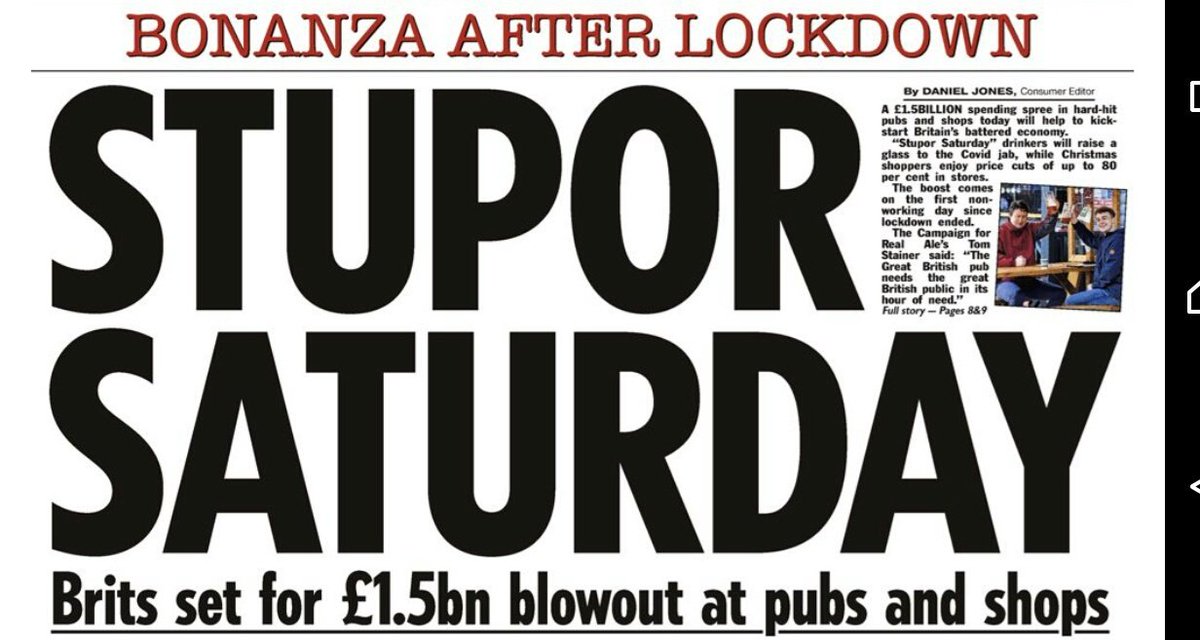 BONANZA AFTER LOCKDOWN
STUPOR
SATURDAY
By DANIEL JONES, Consumer Editor
A £1.5BILLION spending spree in hard-hit
pubs and shops today will help to kick-
start Britain's battered economy.
"Stupor Saturday" drinkers will raise a
glass to the Covid jab, while Christmas
shoppers enjoy price cuts of up to 80
per cent in stores.
The boost comes
on the first non-
working day since
lockdown ended.
The Campaign for
Real Ale's Tom
Stainer said: "The
Great British pub
needs the great
British public in its
hour of need."
Full story — Pages 8&9
Brits set for £1.5bn blowout at pubs and shops